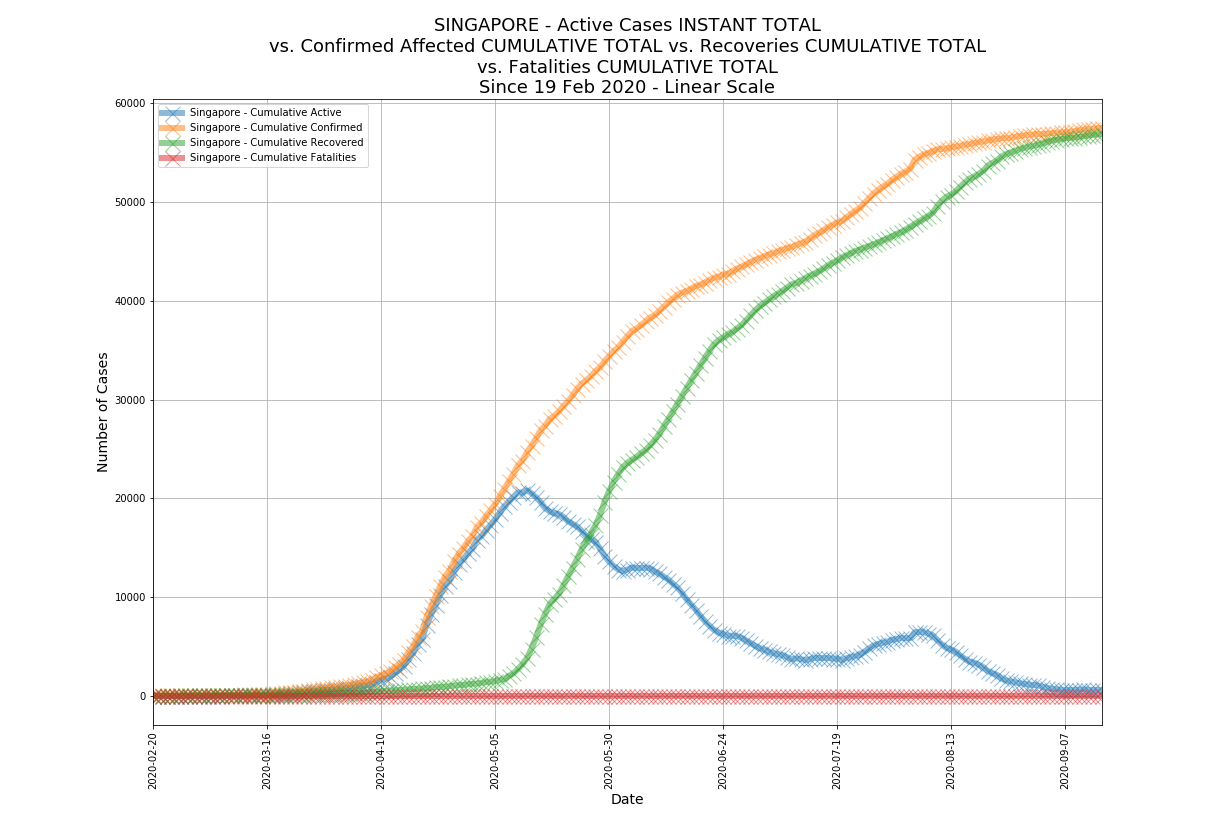 SINGAPORE - Active Cases INSTANT TOTAL
vs. Confirmed Affected CUMULATIVE TOTAL vs. Recoveries CUMULATIVE TOTAL
vs. Fatalities CUMULATIVE TOTAL
Since 19 Feb 2020 - Linear Scale
Singapore - Cumulative Active
Singapore - Cumulative Confirmed
Singapore - Cumulative Recovered
Singapore - Cumulative Fatalities
Number of Cases
60000
50000
40000
30000
20000
10000
0
2020-02-20
2020-03-16
2020-04-10
2020-05-05
2020-05-30
2020-06-24
2020-07-19
2020-08-13
2020-09-07
Date